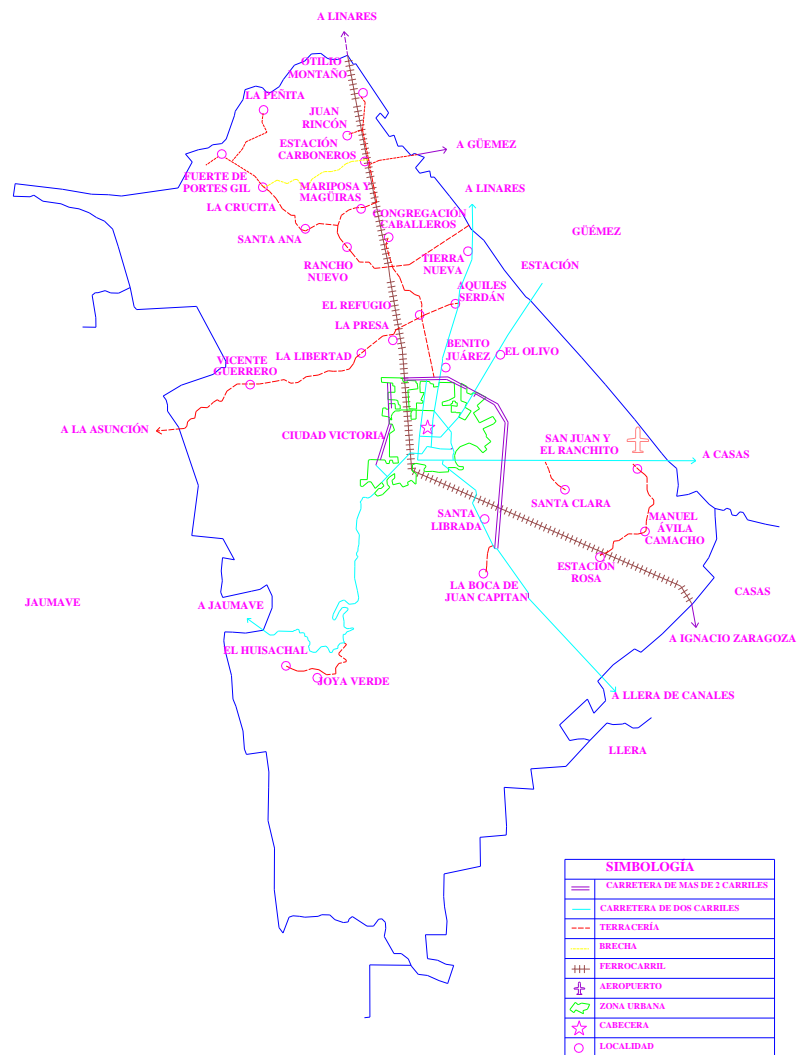 A LINARES
OTILIO
MONTAÑO
LA PEÑITA
JUAN
RINCÓN
ESTACIÓN
CARBONEROS
A GÜEMEZ
FUERTE DE
PORTES GIL
MARIPOSA Y
MAGÜIRAS
A LINARES
LA CRUCITA
CONGREGACIÓN
CABALLEROS
SANTA ANA
GÜÉMEZ
RANCHO
NUEVO
TIERRA
NUEVA
ESTACIÓN
AQUILES
SERDÁN
EL REFUGIO
LA PRESA
BENITO
JUÁREZ
EL OLIVO
LA LIBERTAD
VICENTE
GUERRERO
A LA ASUNCIÓN
CIUDAD VICTORIA
SAN JUAN Y
EL RANCHITO
A CASAS
SANTA CLARA
SANTA
LIBRADA
MANUEL
ÁVILA
CAMACHO
ESTACIÓN
ROSA
LA BOCA DE
JUAN CAPITAN
CASAS
JAUMAVE
A JAUMAVE
A IGNACIO ZARAGOZA
EL HUISACHAL
JOYA VERDE
A LLERA DE CANALES
LLERA
SIMBOLOGÍA
CARRETERA DE MAS DE 2 CARRILES
CARRETERA DE DOS CARRILES
TERRACERÍA
BRECHA
FERROCARRIL
AEROPUERTO
ZONA URBANA
CABECERA
LOCALIDAD